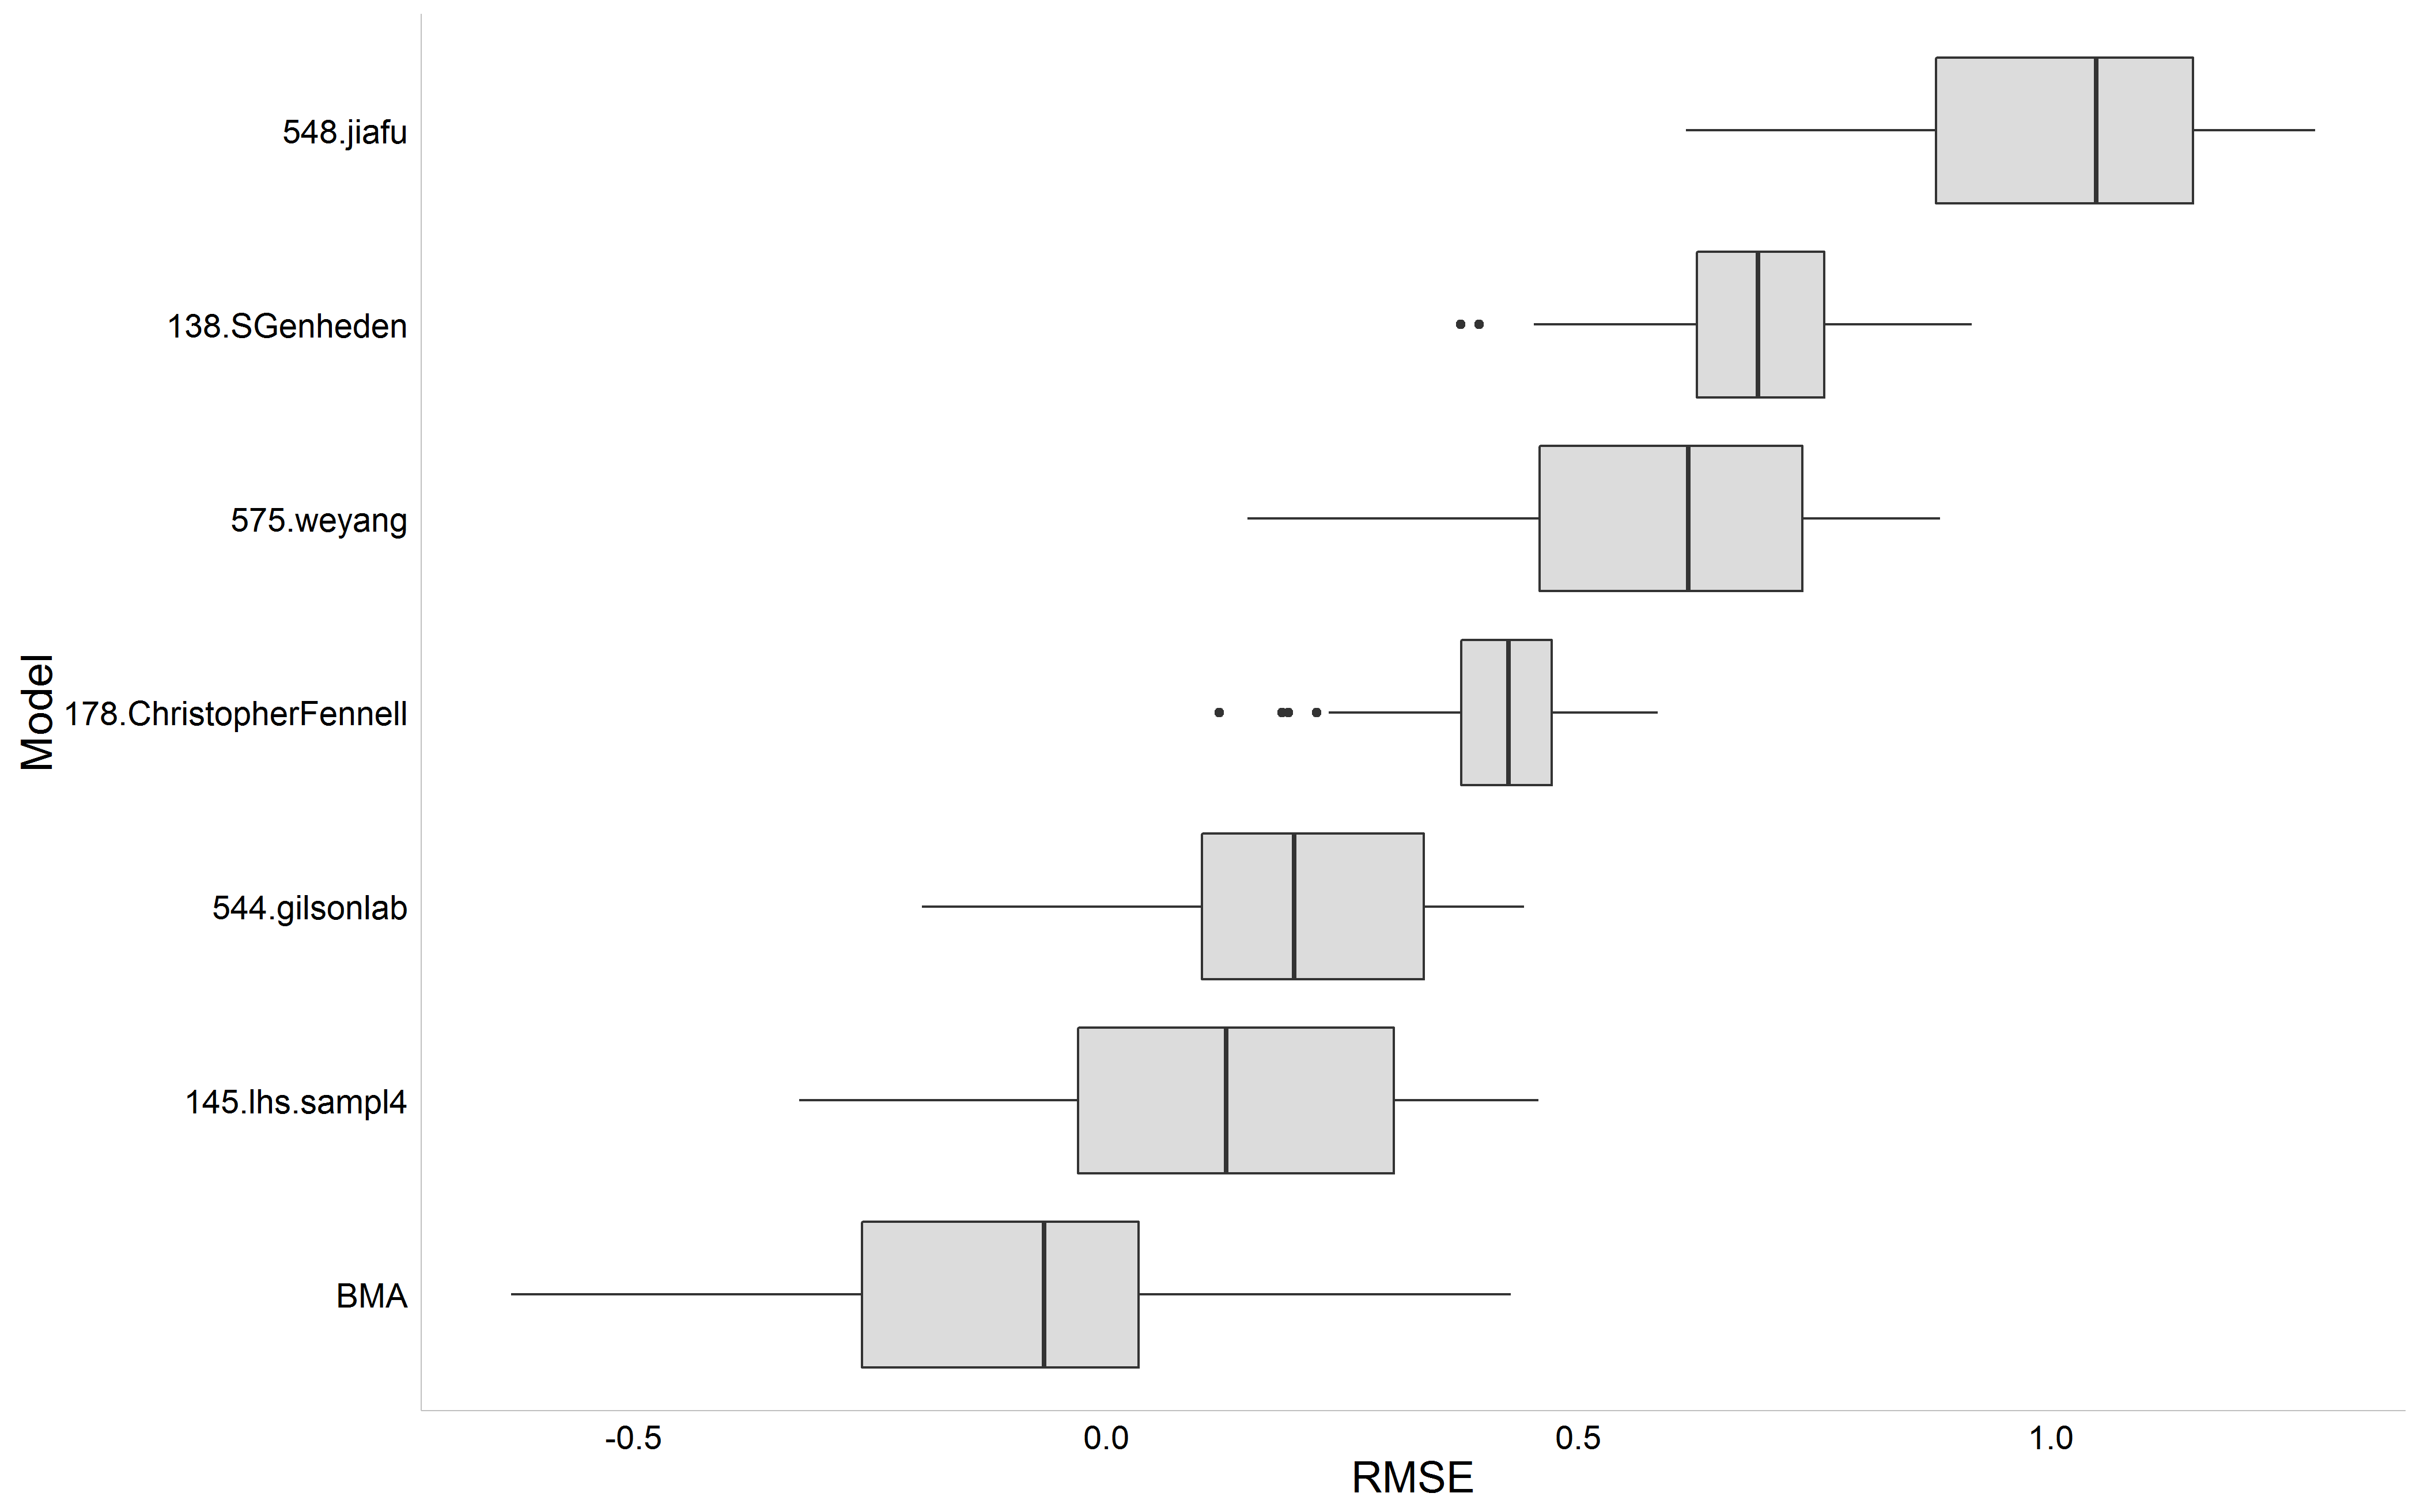 548.jiafu
138.SGenheden
575.weyang
178.ChristopherFennell
544.gilsonlab
145.lhs.sampl4
BMA
Model
-0.5 0.0 0.5 1.0
RMSE